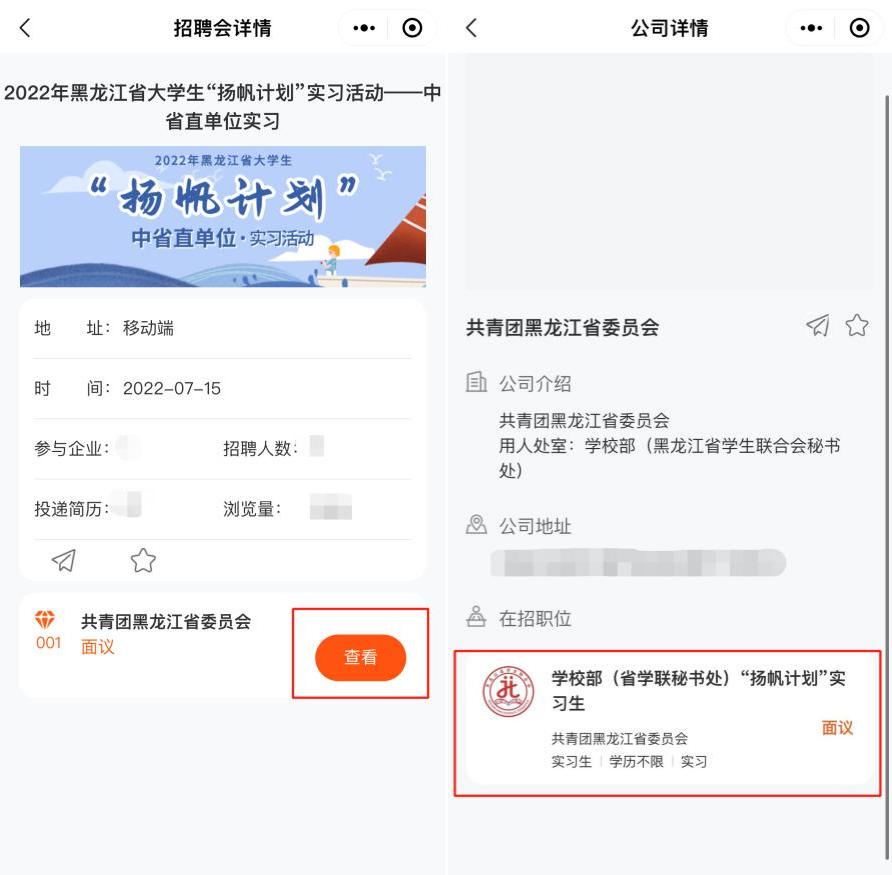 招聘会详情
2022年黑龙江省大学生“扬帆计划”实习活动——中
省直单位实习
2022年黑龙江省大学生
“扬帆计划”
中省直单位·实习活动
地 址：移动端
时 间：2022-07-15
参与企业： 招聘人数：
投递简历： 浏览量：
001
共青团黑龙江省委员会
面议
查看
公司详情
共青团黑龙江省委员会
公司介绍
共青团黑龙江省委员会
用人处室：学校部（黑龙江省学生联合会秘书
处）
公司地址
在招职位
学校部（省学联秘书处）“扬帆计划”实
习生
面议
共青团黑龙江省委员会
实习生 学历不限 实习